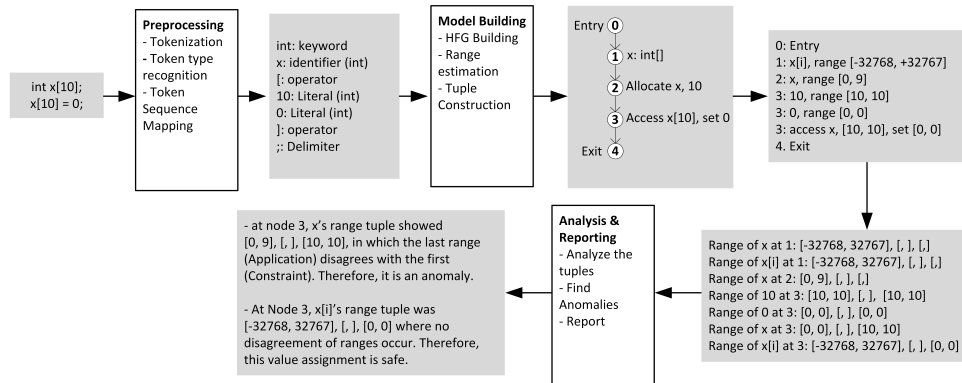 int x[10];
x[10] = 0;
Preprocessing
- Tokenization
- Token type
recognition
- Token
Sequence
Mapping
int: keyword
x: identifier (int)
[: operator
10: Literal (int)
0: Literal (int)
]: operator
;: Delimiter
Model Building
- HFG Building
- Range
estimation
- Tuple
Construction
Entry 0
1 x: int[]
2 Allocate x, 10
3 Access x[10], set 0
Exit 4
0: Entry
1: x[i], range [-32768, +32767]
2: x, range [0, 9]
3: 10, range [10, 10]
3: 0, range [0, 0]
3: access x, [10, 10], set [0, 0]
4. Exit
Range of x at 1: [-32768, 32767], [, ], [,]
Range of x[i] at 1: [-32768, 32767], [, ], [,]
Range of x at 2: [0, 9], [, ], [,]
Range of 10 at 3: [10, 10], [, ], [10, 10]
Range of 0 at 3: [0, 0], [, ], [0, 0]
Range of x at 3: [0, 0], [, ], [10, 10]
Range of x[i] at 3: [-32768, 32767], [, ], [0, 0]
Analysis &
Reporting
- Analyze the
tuples
- Find
Anomalies
- Report
- at node 3, x's range tuple showed
[0, 9], [, ], [10, 10], in which the last range
(Application) disagrees with the first
(Constraint). Therefore, it is an anomaly.
- At Node 3, x[i]'s range tuple was
[-32768, 32767], [, ], [0, 0] where no
disagreement of ranges occur. Therefore,
this value assignment is safe.